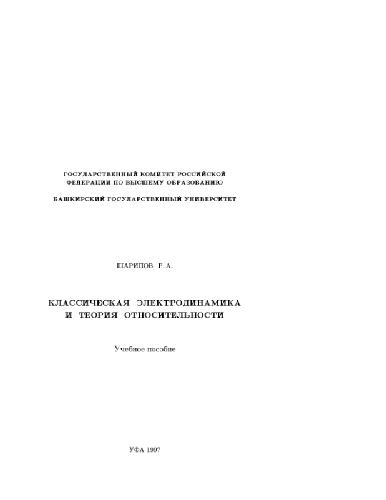 ГОСУДАРСТВЕННЫЙ КОМИТЕТ РОССИЙСКОЙ
ФЕДЕРАЦИИ ПО ВЫСШЕМУ ОБРАЗОВАНИЮ
БАШКИРСКИЙ ГОСУДАРСТВЕННЫЙ УНИВЕРСИТЕТ
ШАРИПОВ Р. А.
КЛАССИЧЕСКАЯ ЭЛЕКТРОДИНАМИКА
И ТЕОРИЯ ОТНОСИТЕЛЬНОСТИ
Учебное пособие
УФА 1997